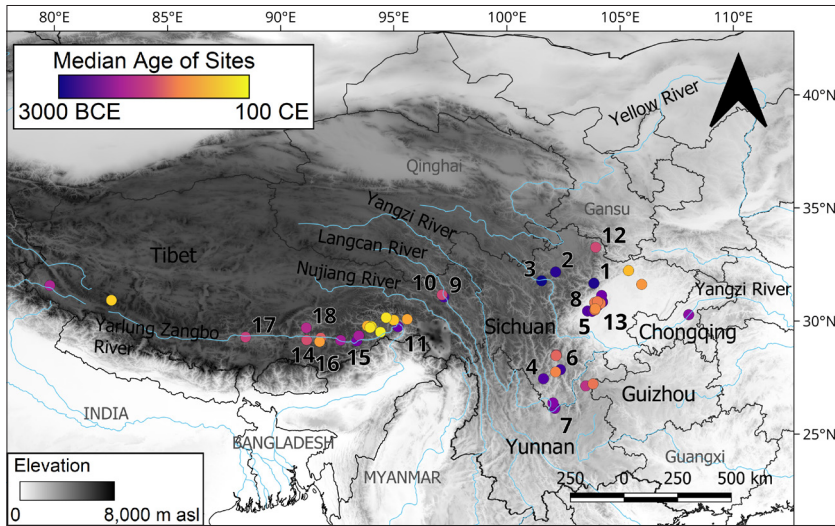 80°E 85°E 90°E 95°E 100°E 105°E 110°E
Median Age of Sites
3000 BCE 100 CE
40°N
Yellow River
Qinghai
Gansu
35°N
Yangzi River
12
Tibet
Langcan River
3 2 1
Nujiang River
10 9
Yangzi River
30°N
8
18
17
Yarlung Zangbo
River
Sichuan
5 13
Chongqing
14 16 15 11
6
4
Guizhou
INDIA
7
BANGLADESH
Yunnan
Guangxi
25°N
MYANMAR
Elevation
0 8,000 m asl
250 0 250 500 km